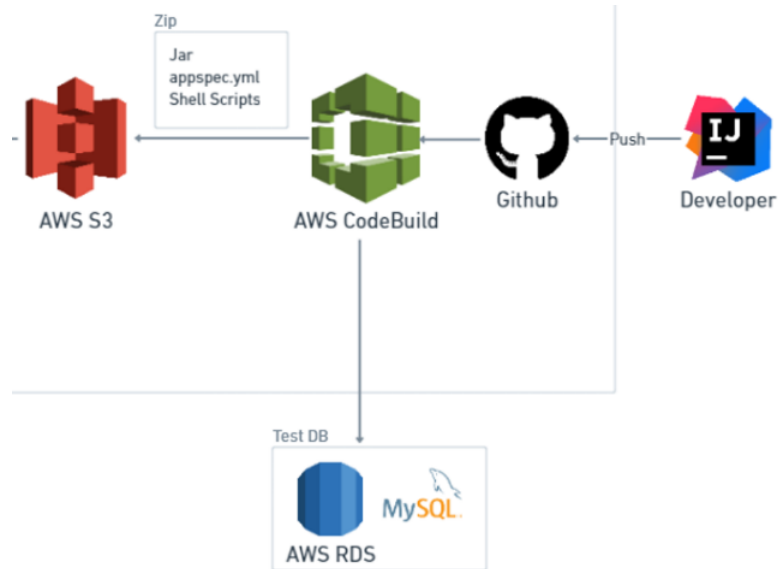 Zip
Jar
appspec.yml
Shell Scripts
IJ
Push
AWS S3
AWS CodeBuild
Github
Developer
Test DB
MySQL
AWS RDS